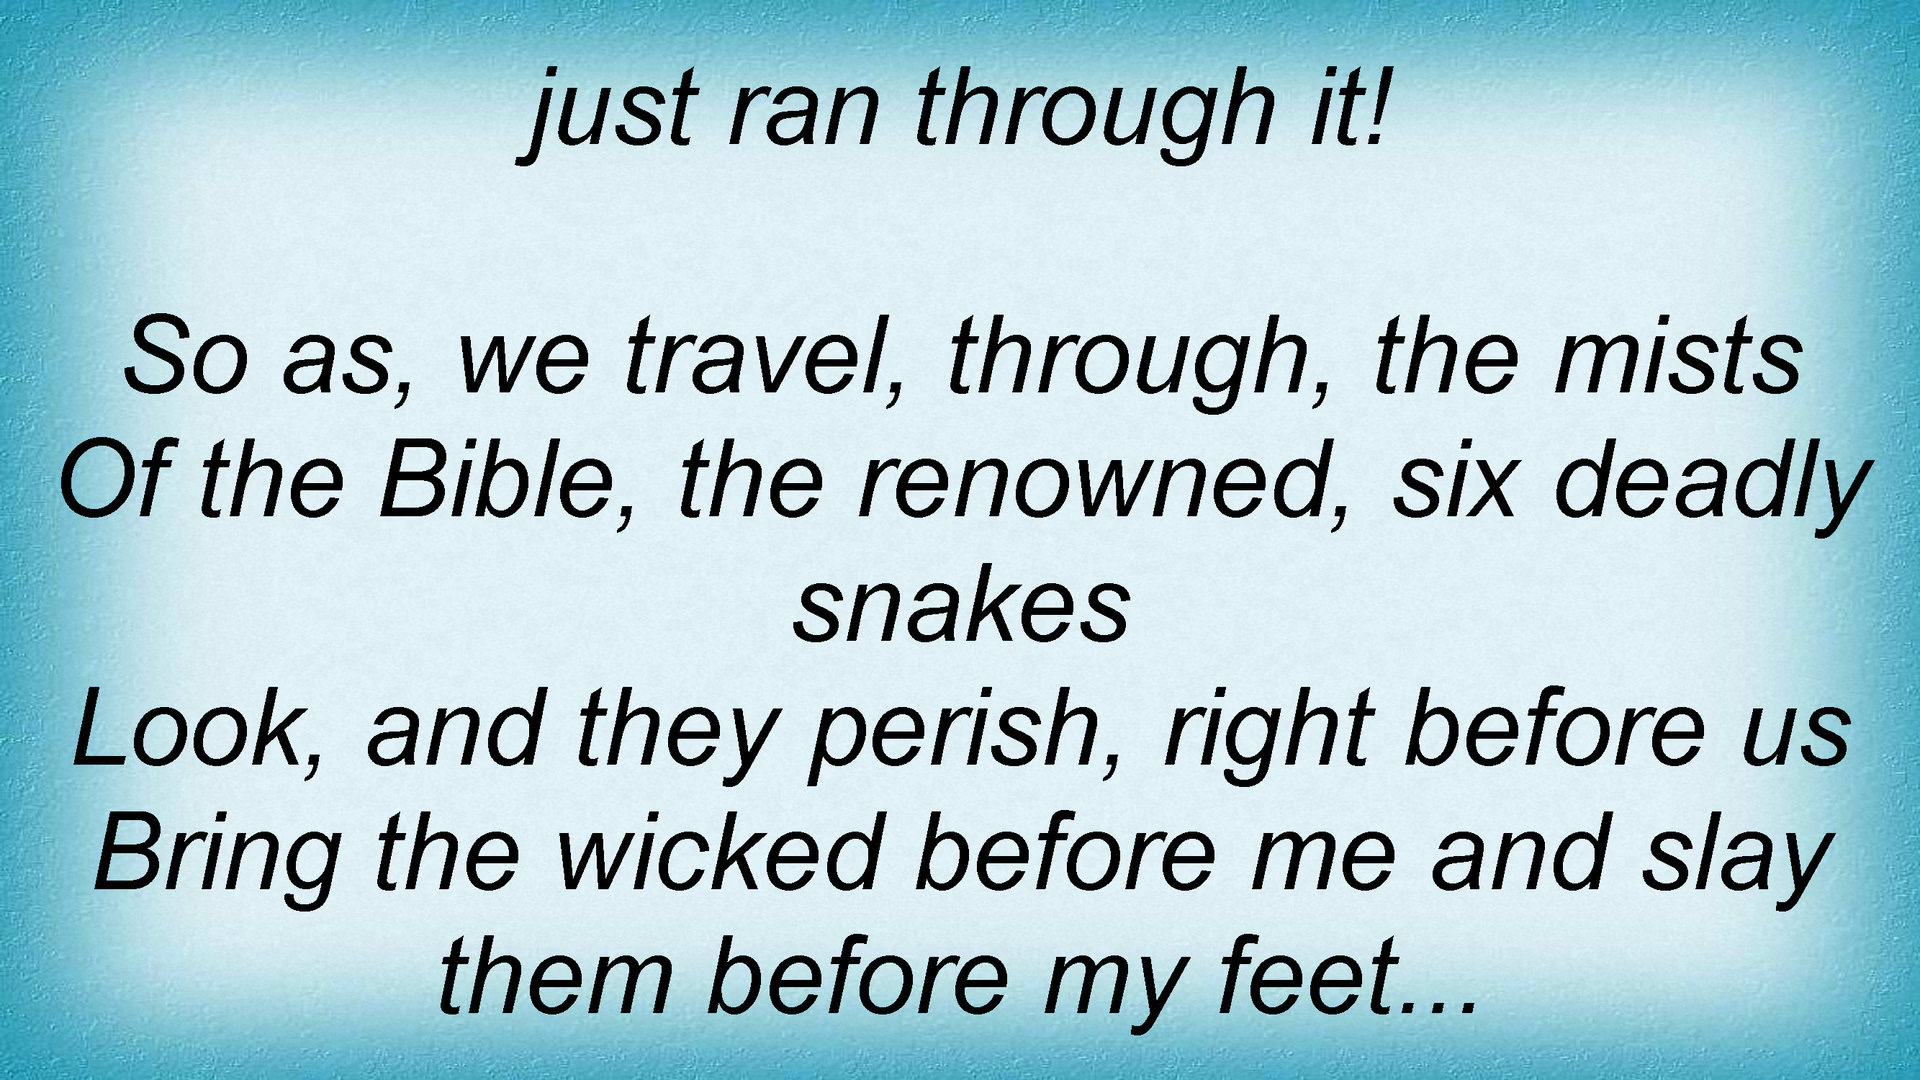 just ran through it!
So as, we travel, through, the mists
Of the Bible, the renowned, six deadly
snakes
Look, and they perish, right before us
Bring the wicked before me and slay
them before my feet...